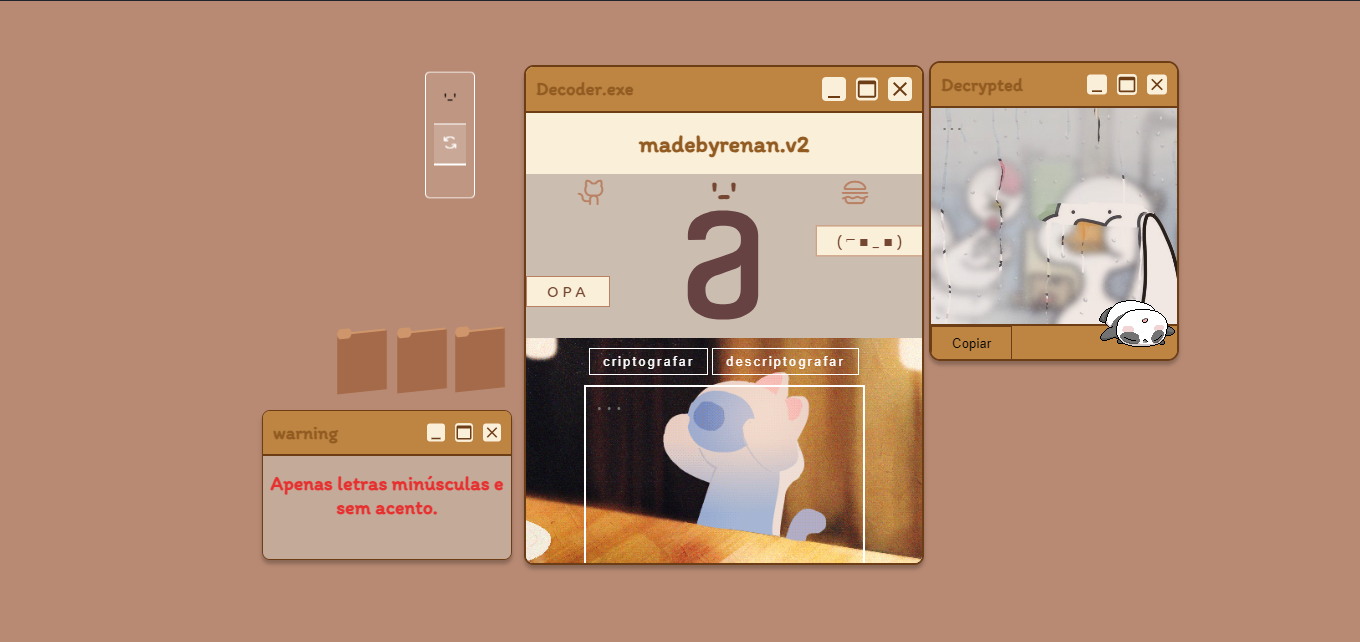 Decoder.exe
madebyrenan.v2
a
(⌐■_■)
OPA
criptografar
descriptografar
...
Decrypted
...
Copiar
warning
Apenas letras minúsculas e
sem acento.